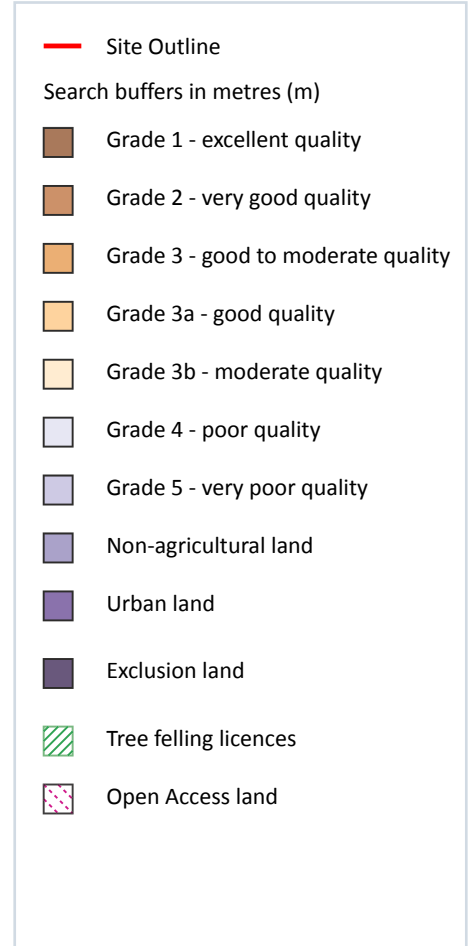 Site Outline
Search buffers in metres (m)
Grade 1 - excellent quality
Grade 2 - very good quality
Grade 3 - good to moderate quality
Grade 3a - good quality
Grade 3b - moderate quality
Grade 4 - poor quality
Grade 5 - very poor quality
Non-agricultural land
Urban land
Exclusion land
Tree felling licences
Open Access land